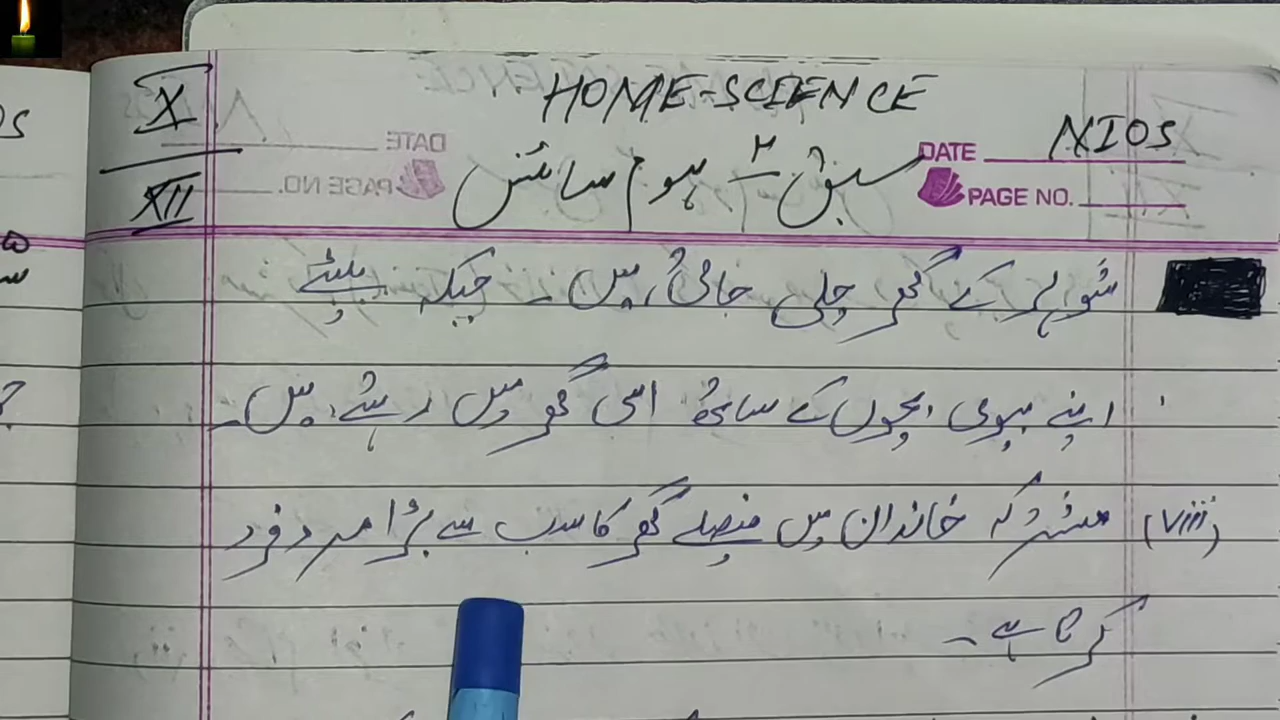 HOME-SCIENCE
X
XII
NIOS
DATE
PAGE NO.
سبق ۲ ہوم سائنس
شوہر کے گھر چلی جاتی ہیں۔ جبکہ بیٹے
اپنے بیوی بچوں کے ساتھ اسی گھر میں رہتے ہیں۔
(viii) مشترکہ خاندان میں فیصلے گھر کا سب سے بڑا مرد فرد
کرتا ہے۔